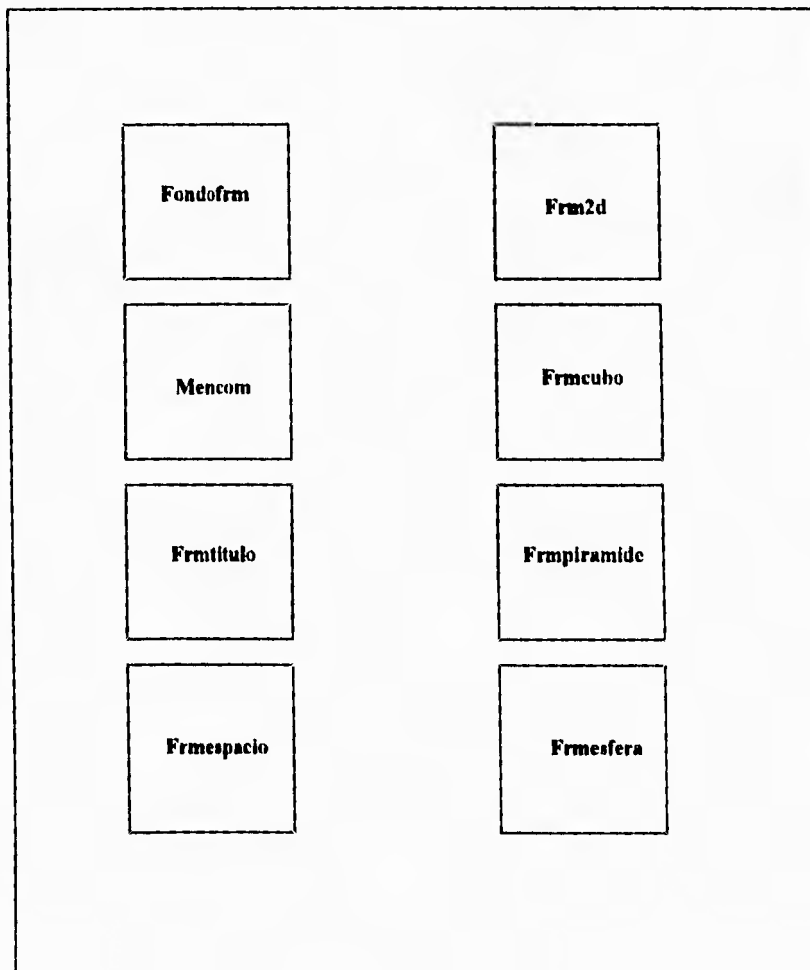 Fondofrm
Frm2d
Mencom
Frmcubo
Frmtitulo
Frmpiramide
Frmespacio
Frmesfera